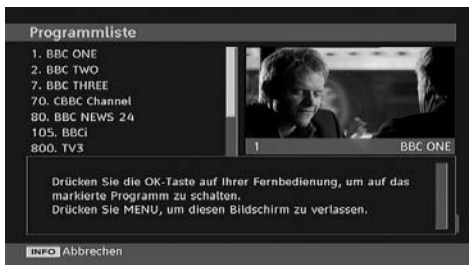 Programmliste
1. BBC ONE
2. BBC TWO
7. BBC THREE
70. CBBC Channel
80. BBC NEWS 24
105. BBCi
800. TV3
1 BBC ONE
Drücken Sie die OK-Taste auf Ihrer Fernbedienung, um auf das
markierte Programm zu schalten.
Drücken Sie MENU, um diesen Bildschirm zu verlassen.
INFO Abbrechen